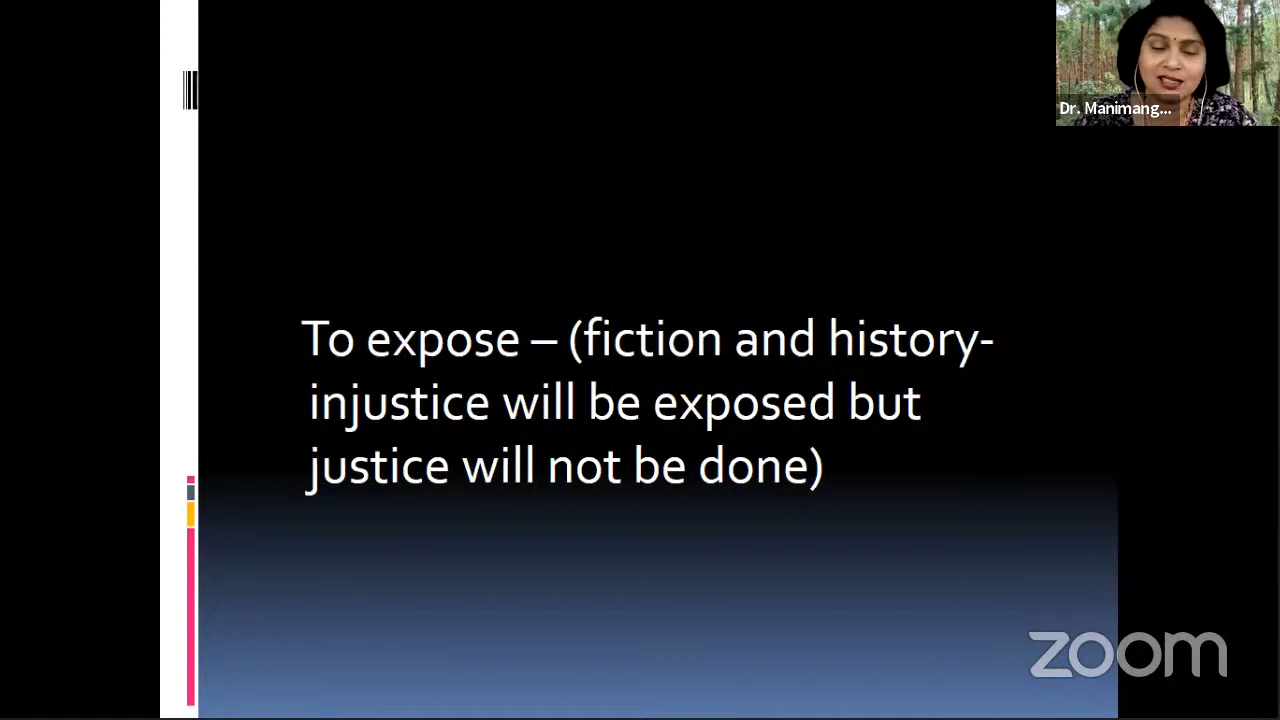 Dr. Manimang...
To expose – (fiction and history-
injustice will be exposed but
justice will not be done)
zoom